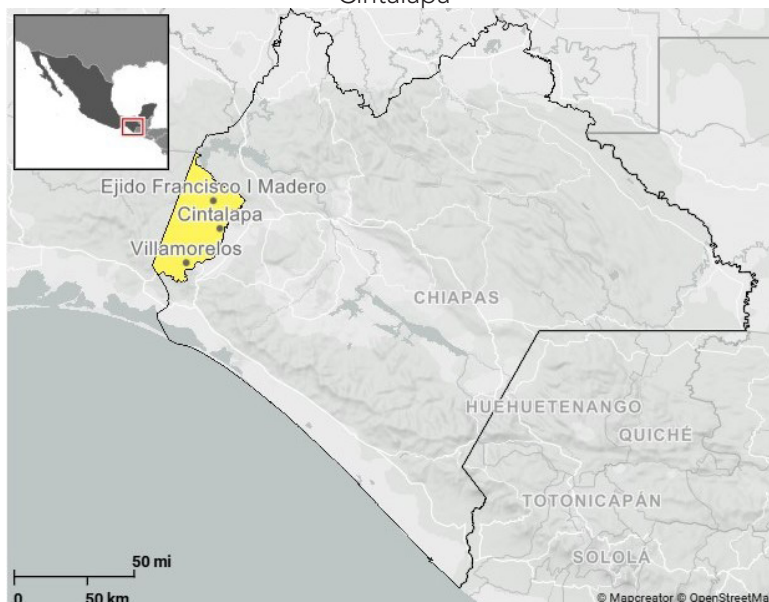 Cintalapa
Ejido Francisco I Madero
Cintalapa
Villamorelos
CHIAPAS
HUEHUETENANGO
QUICHÉ
TOTONICAPÁN
SOLOLÁ
50 mi
0 50 km
© Mapcreator © OpenStreetMa